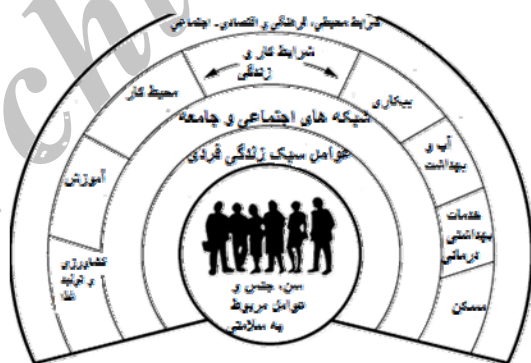 شرایط محیطی، فرهنگی و اقتصادی- اجتماعی
شرایط کاری و
زندگی
محیط کار
بیکاری
شبکه های اجتماعی و جامعه
آب و
بهداشت
عوامل سبک زندگی فردی
آموزش
خدمات
بهداشتی
درمانی
کشاورزی
و تولید
غذا
مسکن
سن، جنس و
عوامل مربوط
به سلامتی